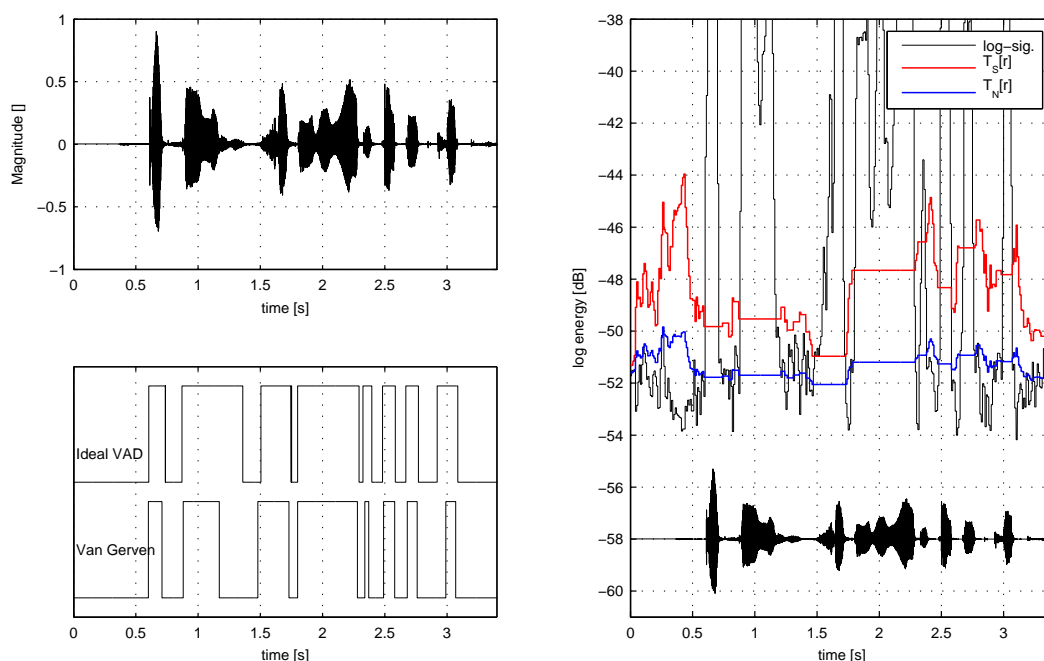 1
0.5
0
−0.5
−1
Magnitude []
0 0.5 1 1.5 2 2.5 3
time [s]
Ideal VAD
Van Gerven
0 0.5 1 1.5 2 2.5 3
time [s]
−38
−40
−42
−44
−46
−48
−50
−52
−54
−56
−58
−60
log energy [dB]
log−sig.
T_S[r]
T_N[r]
0 0.5 1 1.5 2 2.5 3
time [s]